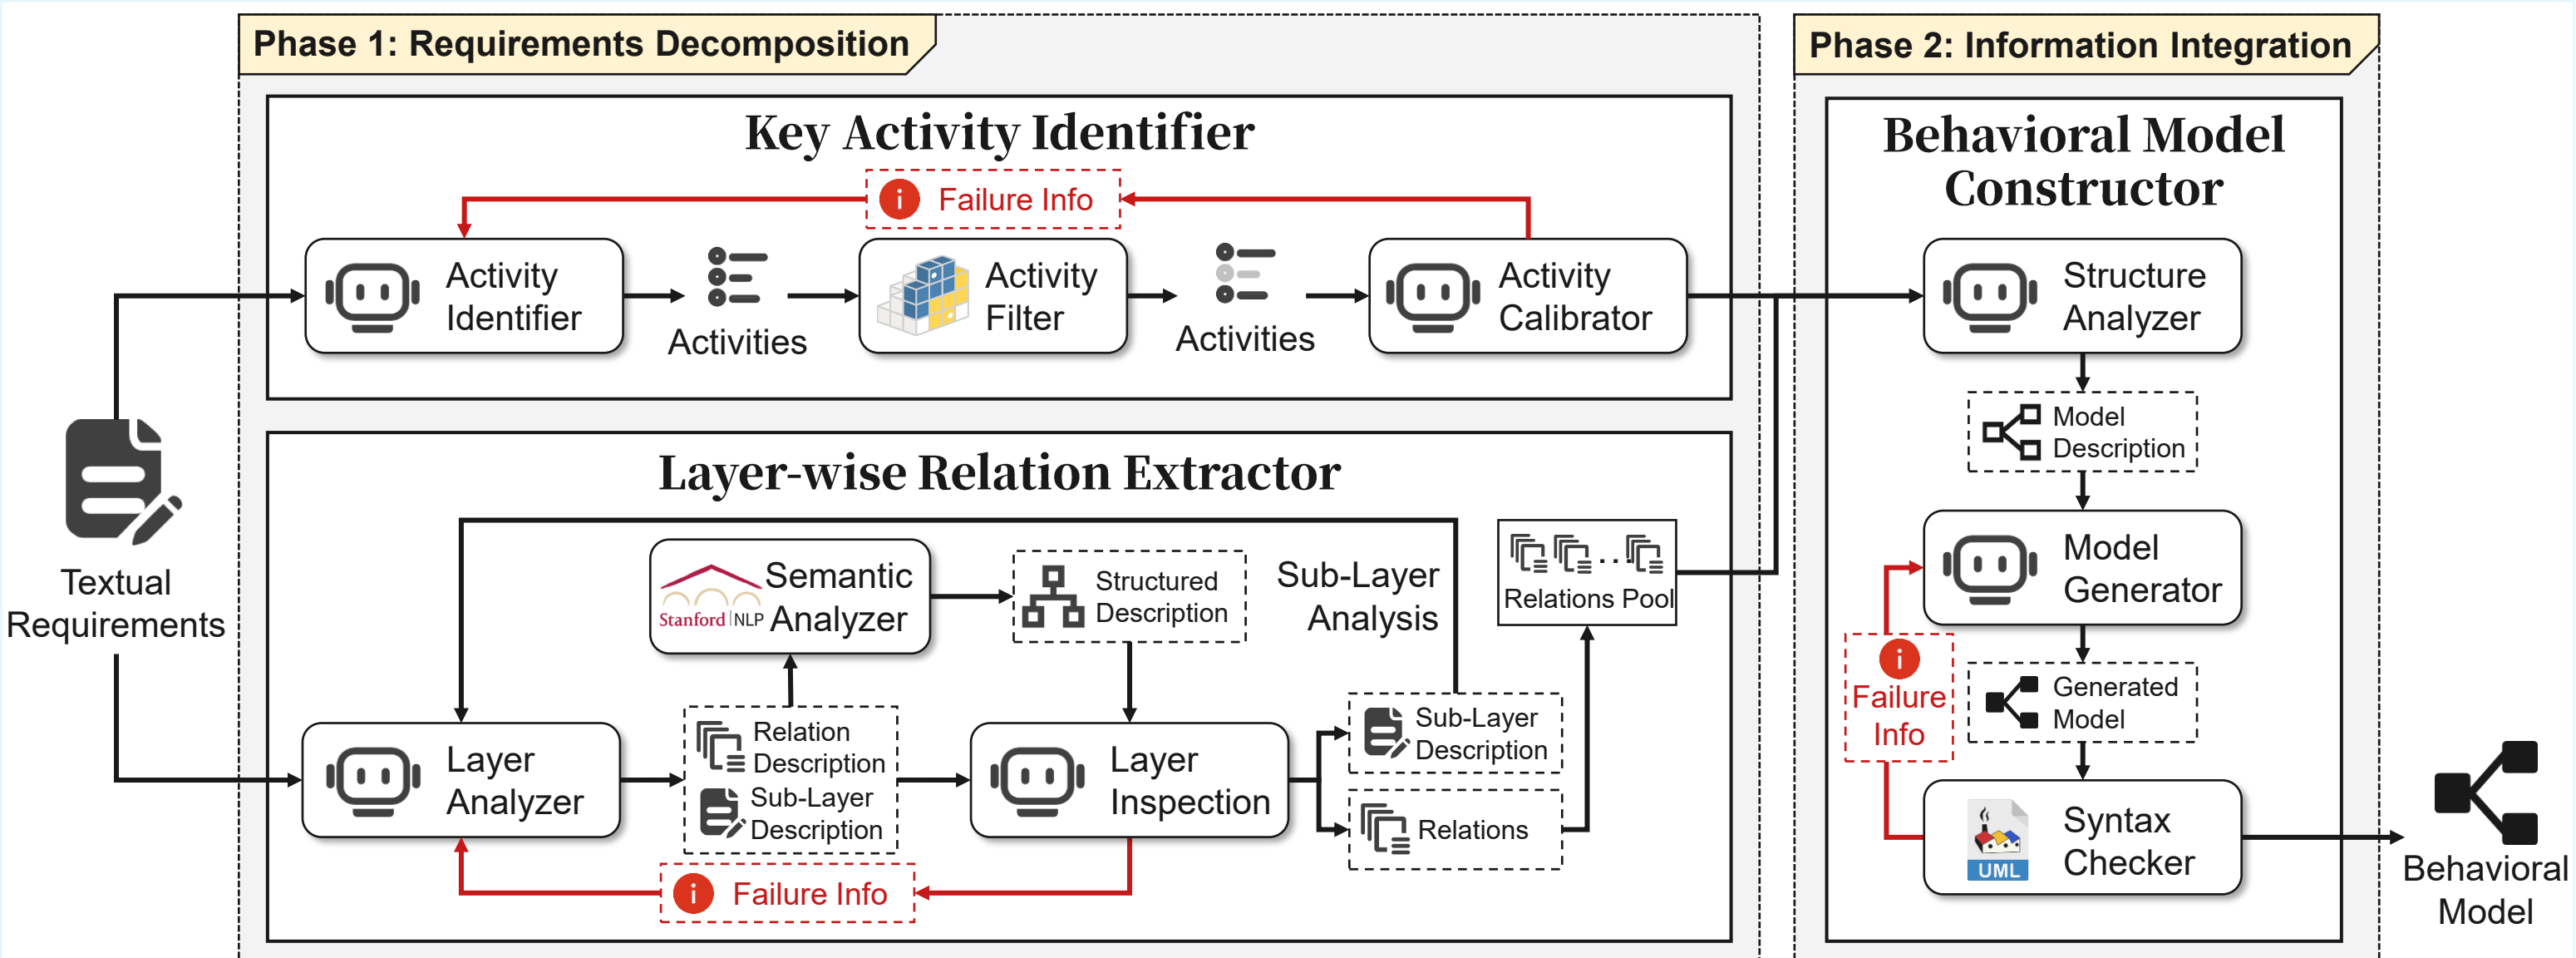 Phase 1: Requirements Decomposition
Phase 2: Information Integration
Key Activity Identifier
Failure Info
Activity
Identifier
Activities
Activity
Filter
Activities
Activity
Calibrator
Textual
Requirements
Layer-wise Relation Extractor
Stanford NLP
Semantic
Analyzer
Structured
Description
Sub-Layer
Analysis
...
Relations Pool
Layer
Analyzer
Relation
Description
Sub-Layer
Description
Layer
Inspection
Sub-Layer
Description
Relations
Failure Info
Behavioral Model
Constructor
Structure
Analyzer
Model
Description
Model
Generator
Failure
Info
Generated
Model
UML
Syntax
Checker
Behavioral
Model